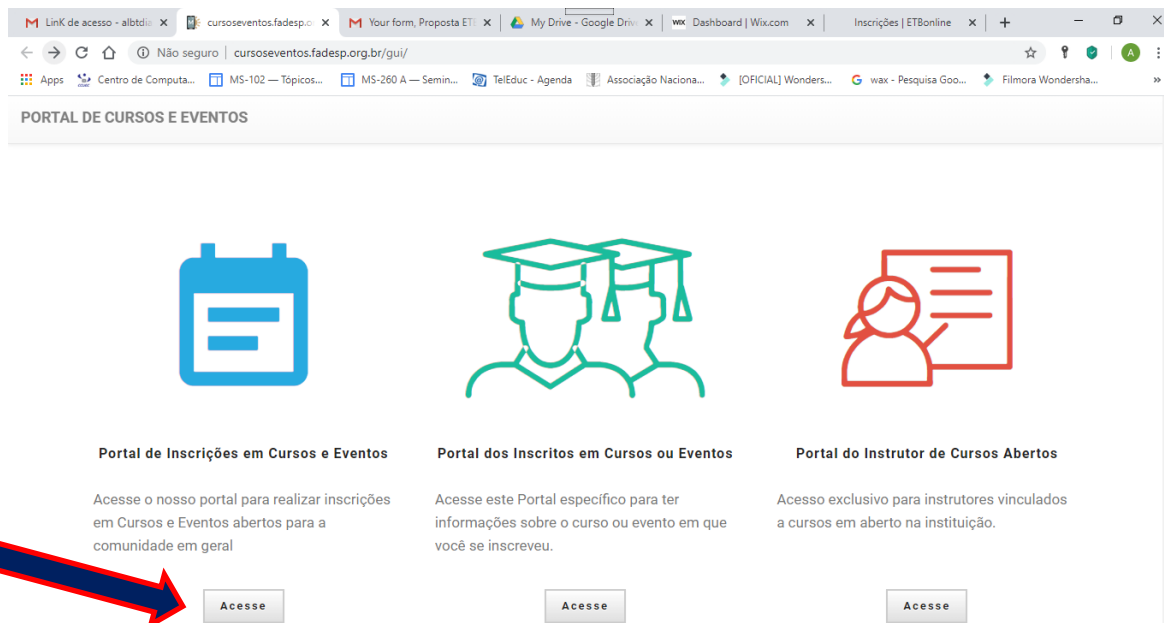 LinK de acesso - albtdia
cursoseventos.fadesp.o
Your form, Proposta ET
My Drive - Google Driv
WIX Dashboard | Wix.com
Inscrições | ETBonline
Não seguro | cursoseventos.fadesp.org.br/gui/
A
Apps
Centro de Computa...
MS-102 — Tópicos...
MS-260 A — Semin...
TelEduc - Agenda
Associação Naciona...
[OFICIAL] Wonders...
wax - Pesquisa Goo...
Filmora Wondersha...
»
PORTAL DE CURSOS E EVENTOS
Portal de Inscrições em Cursos e Eventos
Acesse o nosso portal para realizar inscrições
em Cursos e Eventos abertos para a
comunidade em geral
Acesse
Portal dos Inscritos em Cursos ou Eventos
Acesse este Portal específico para ter
informações sobre o curso ou evento em que
você se inscreveu.
Acesse
Portal do Instrutor de Cursos Abertos
Acesso exclusivo para instrutores vinculados
a cursos em aberto na instituição.
Acesse